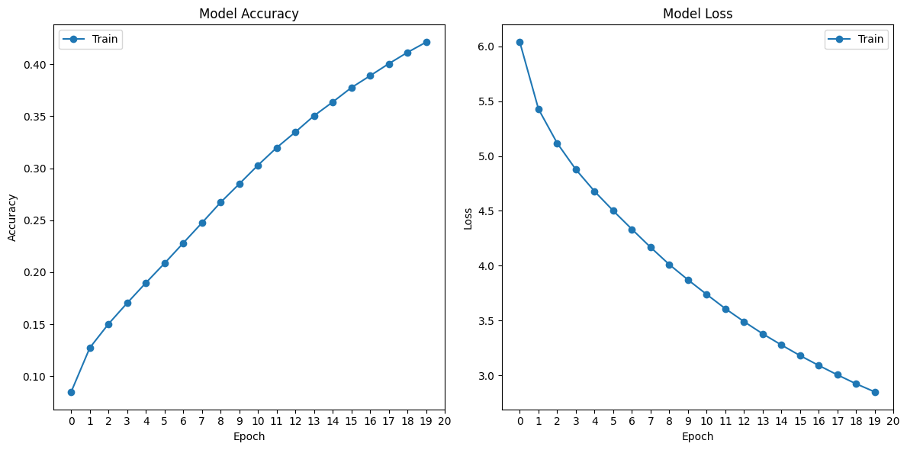 Model Accuracy
Train
0.40
0.35
0.30
0.25
0.20
0.15
0.10
Accuracy
0 1 2 3 4 5 6 7 8 9 10 11 12 13 14 15 16 17 18 19 20
Epoch
Model Loss
Train
6.0
5.5
5.0
4.5
4.0
3.5
3.0
Loss
0 1 2 3 4 5 6 7 8 9 10 11 12 13 14 15 16 17 18 19 20
Epoch